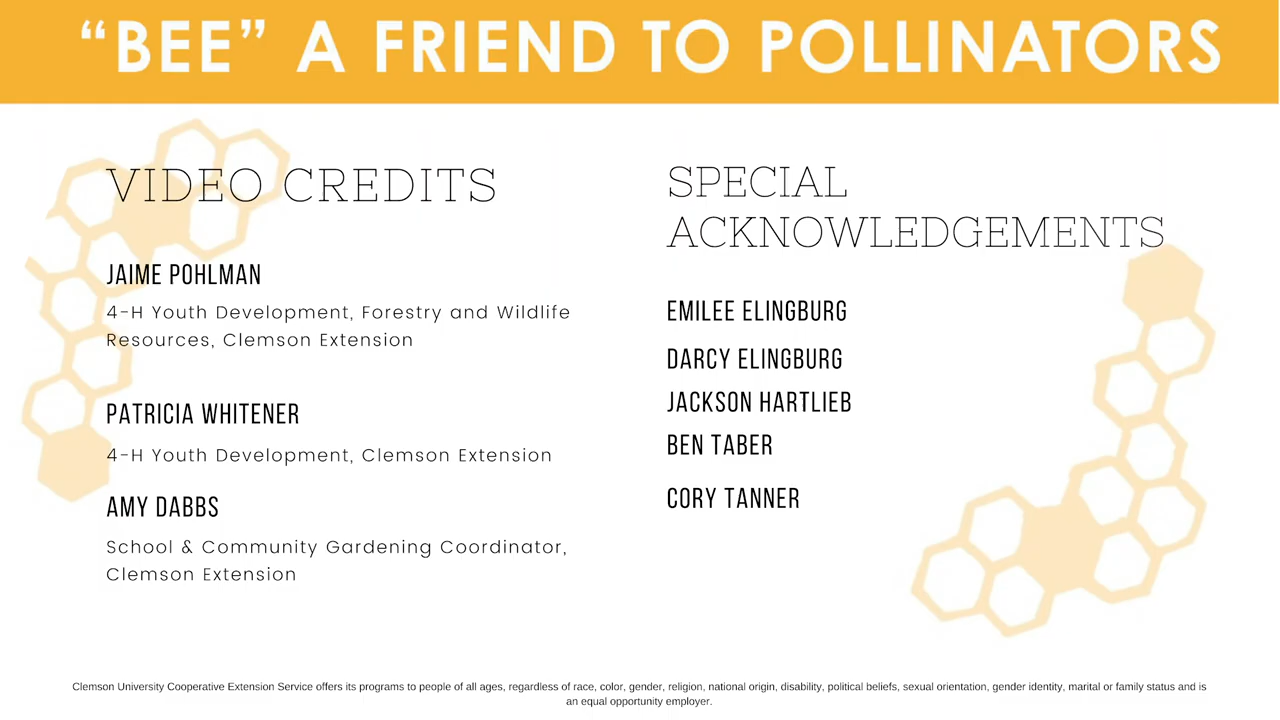 “BEE” A FRIEND TO POLLINATORS
VIDEO CREDITS
JAIME POHLMAN
4-H Youth Development, Forestry and Wildlife
Resources, Clemson Extension
PATRICIA WHITENER
4-H Youth Development, Clemson Extension
AMY DABBS
School & Community Gardening Coordinator,
Clemson Extension
SPECIAL
ACKNOWLEDGEMENTS
EMILEE ELINGBURG
DARCY ELINGBURG
JACKSON HARTLIEB
BEN TABER
CORY TANNER
Clemson University Cooperative Extension Service offers its programs to people of all ages, regardless of race, color, gender, religion, national origin, disability, political beliefs, sexual orientation, gender identity, marital or family status and is
an equal opportunity employer.